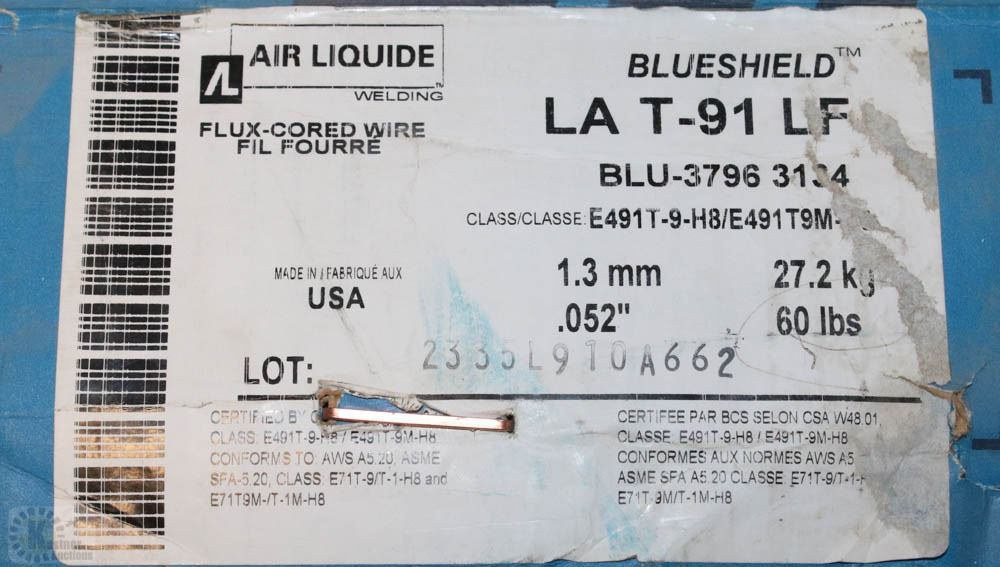 AIR LIQUIDE
WELDING
FLUX-CORED WIRE
FIL FOURRÉ
BLUESHIELD™
LA T-91 LF
BLU-3796
CLASS/CLASSE: E491T-9-H8/E491T9M-
MADE IN / FABRIQUÉ AUX
USA
1.3 mm 27.2 kg
.052" 60 lbs
LOT: 2335L910A662
CERTIFIED BY
CLASS: E491T-9-H8 / E491T-9M-H8
CONFORMS TO: AWS A5.20, ASME
SFA-5.20, CLASS: E71T-9/T-1-H8 and
E71T9M-/T-1M-H8
CERTIFEE PAR BCS SELON CSA W48.01,
CLASSE: E491T-9-H8 / E491T-9M-H8
CONFORMES AUX NORMES AWS A5
ASME SFA A5.20 CLASSE: E71T-9/T-1-
E71T-9M/T-1M-H8